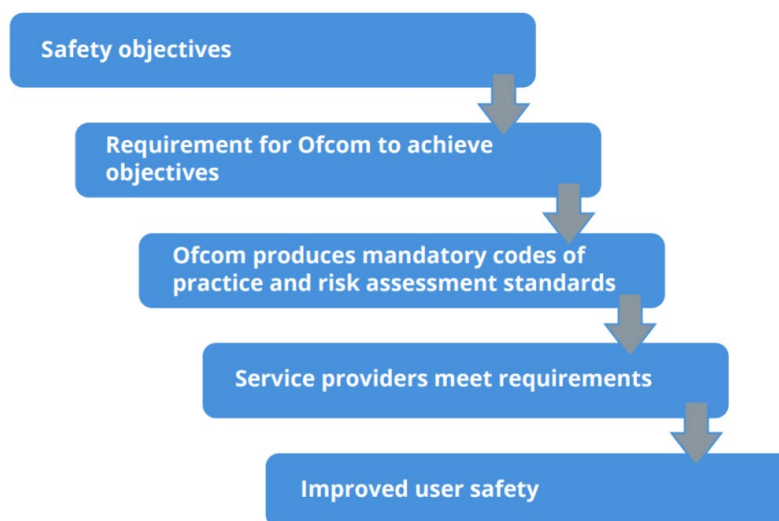 Safety objectives
Requirement for Ofcom to achieve
objectives
Ofcom produces mandatory codes of
practice and risk assessment standards
Service providers meet requirements
Improved user safety